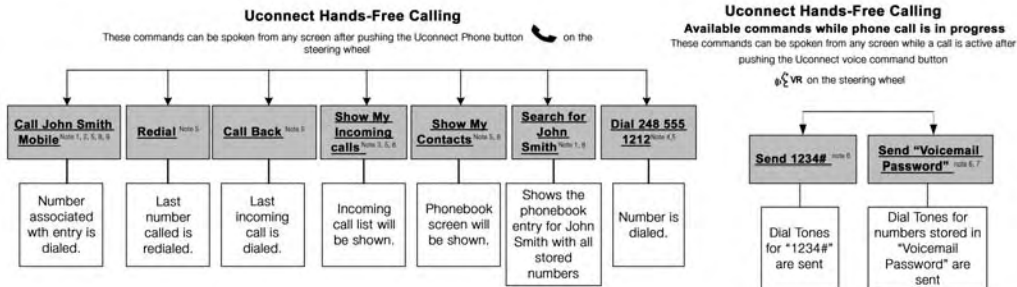 Uconnect Hands-Free Calling
These commands can be spoken from any screen after pushing the Uconnect Phone button on the
steering wheel
Call John Smith
Mobile Note 1, 2, 5, 8, 9
Redial Note 5
Call Back Note 5
Show My
Incoming
calls Note 3, 5, 6
Show My
Contacts Note 5, 6
Search for
John
Smith Note 1, 8
Dial 248 555
1212 Note 4,5
Number
associated
wth entry is
dialed.
Last
number
called is
redialed.
Last
incoming
call is
dialed.
Incoming
call list will
be shown.
Phonebook
screen will
be shown.
Shows the
phonebook
entry for John
Smith with all
stored
numbers
Number is
dialed.
Uconnect Hands-Free Calling
Available commands while phone call is in progress
These commands can be spoken from any screen while a call is active after
pushing the Uconnect voice command button
VR on the steering wheel
Send 1234# note 6
Send "Voicemail
Password" note 6, 7
Dial Tones
for "1234#"
are sent
Dial Tones for
numbers stored in
"Voicemail
Password" are
sent